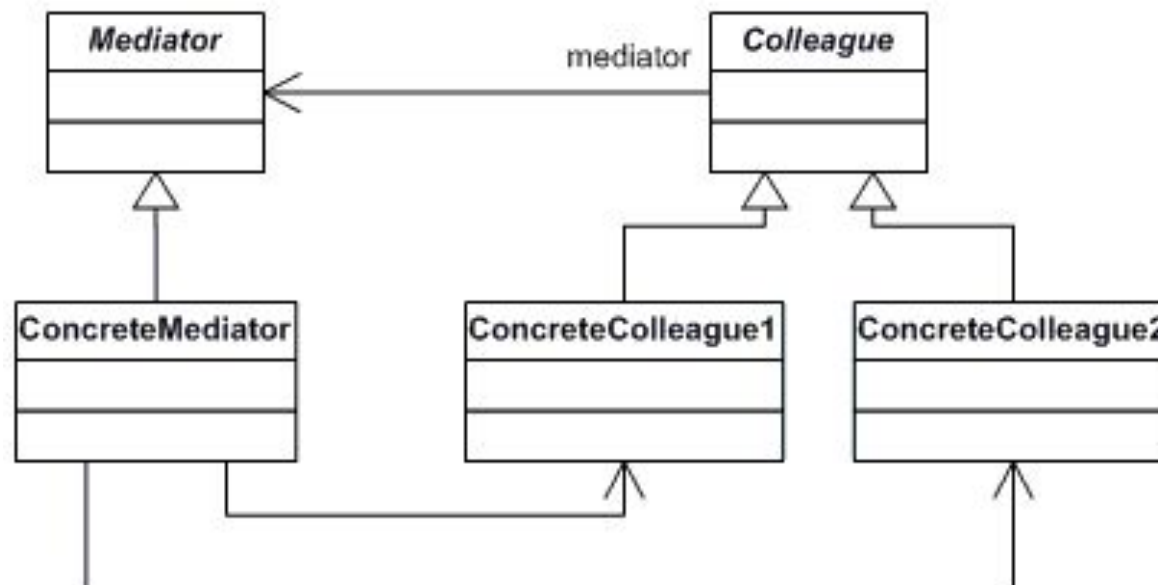 Mediator
mediator
Colleague
ConcreteMediator
ConcreteColleague1
ConcreteColleague2